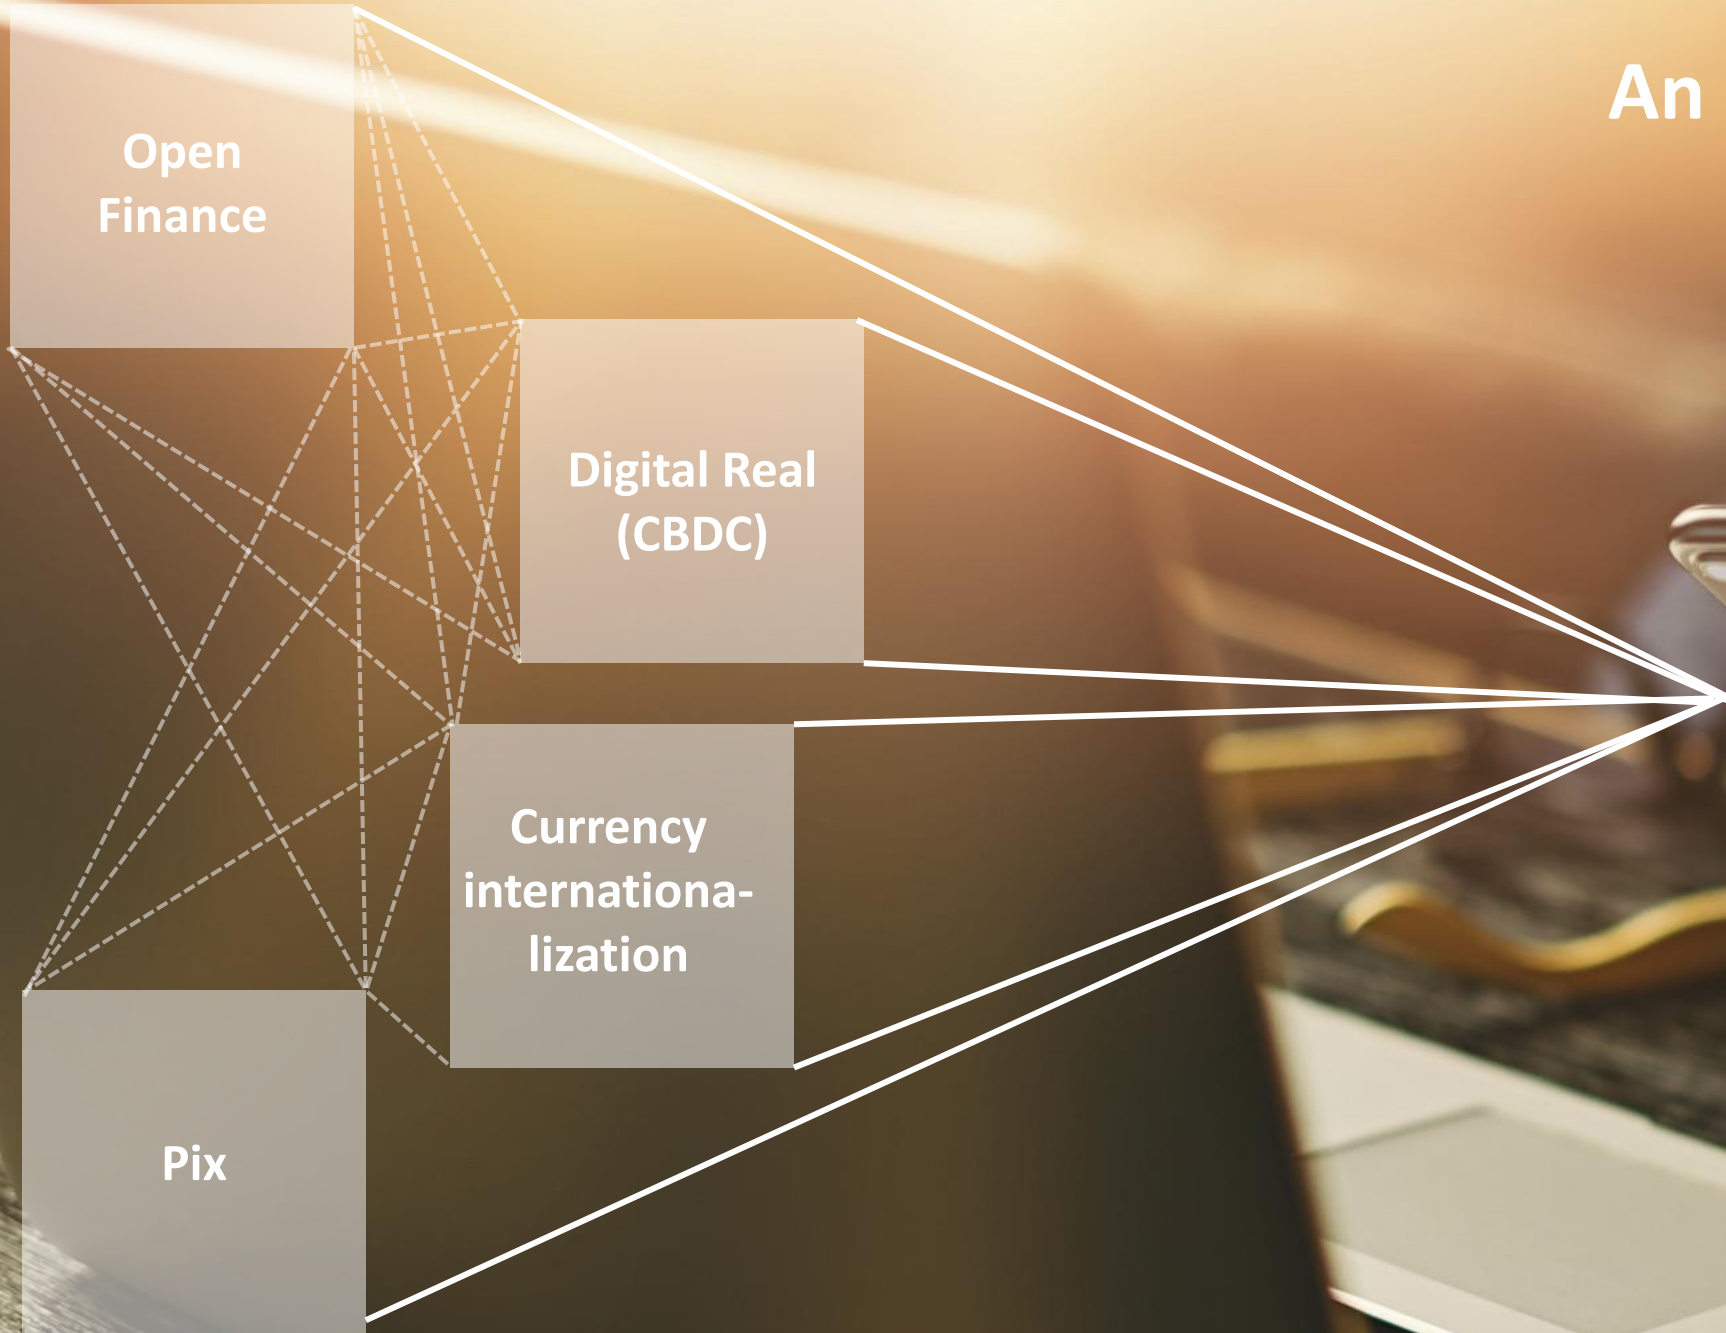 An
Open
Finance
Digital Real
(CBDC)
Currency
internationa-
lization
Pix